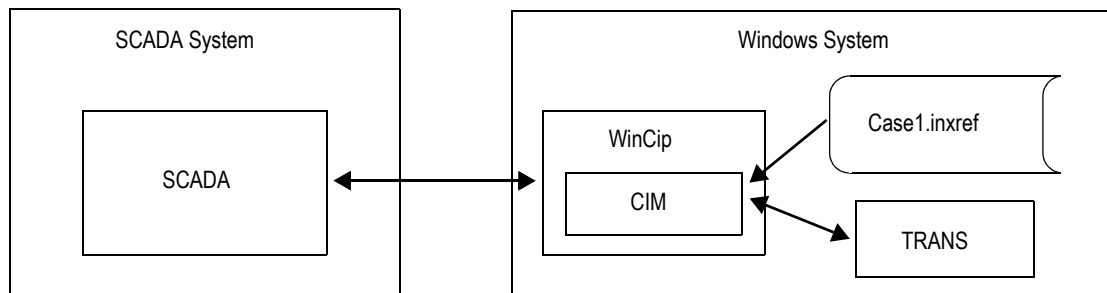 SCADA System
Windows System
Case1.inxref
WinCip
SCADA
CIM
TRANS